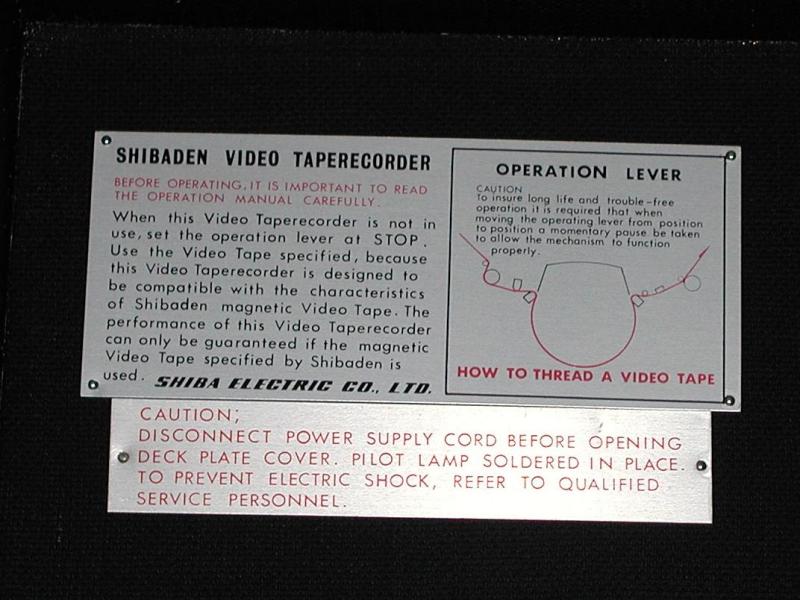 SHIBADEN VIDEO TAPERECORDER
BEFORE OPERATING, IT IS IMPORTANT TO READ
THE OPERATION MANUAL CAREFULLY.
When this Video Taperecorder is not in
use, set the operation lever at STOP.
Use the Video Tape specified, because
this Video Taperecorder is designed to
be compatible with the characteristics
of Shibaden magnetic Video Tape. The
performance of this Video Taperecorder
can only be guaranteed if the magnetic
Video Tape specified by Shibaden is
used. SHIBA ELECTRIC CO., LTD.
OPERATION LEVER
CAUTION
To insure long life and trouble-free
operation it is required that when
moving the operating lever from position
to position a momentary pause be taken
to allow the mechanism to function
properly.
HOW TO THREAD A VIDEO TAPE
CAUTION;
DISCONNECT POWER SUPPLY CORD BEFORE OPENING
DECK PLATE COVER. PILOT LAMP SOLDERED IN PLACE.
TO PREVENT ELECTRIC SHOCK, REFER TO QUALIFIED
SERVICE PERSONNEL.